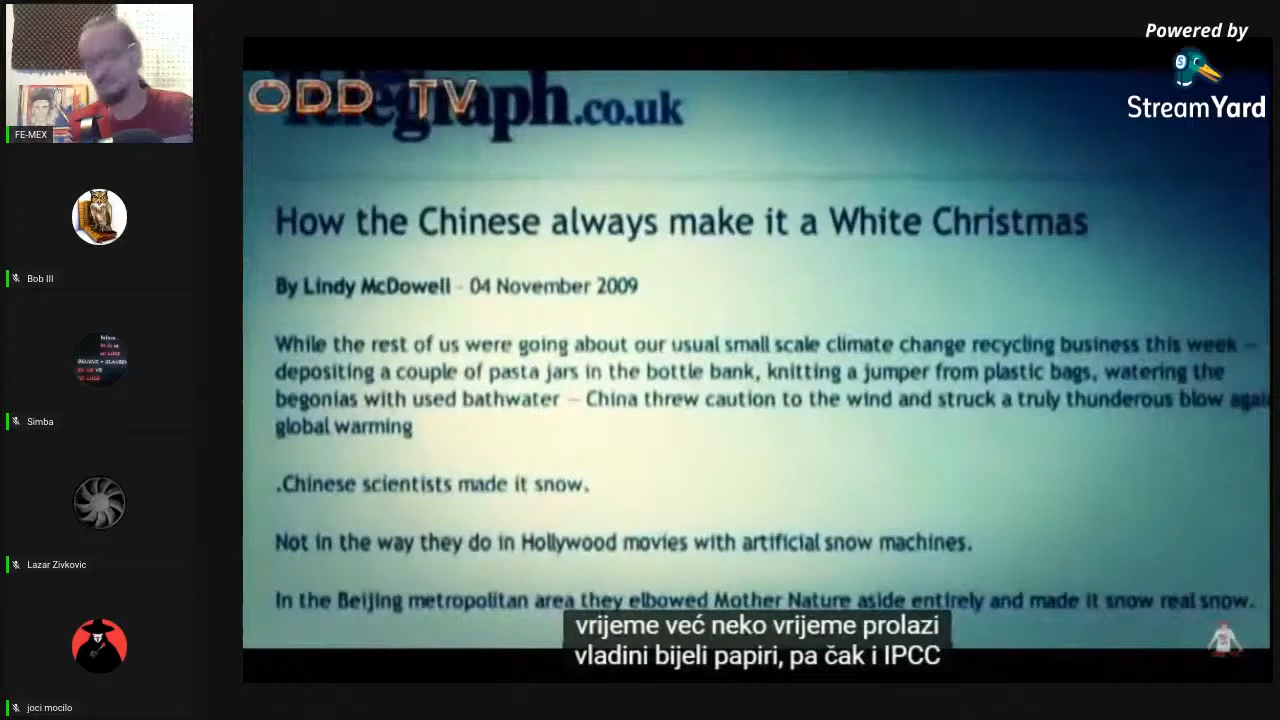 FE-MEX
Bob III
Simba
Lazar Zivkovic
joci mocilo
Powered by
StreamYard
ODD TV
Telegraph.co.uk
How the Chinese always make it a White Christmas
By Lindy McDowell - 04 November 2009
While the rest of us were going about our usual small scale climate change recycling business this week –
depositing a couple of pasta jars in the bottle bank, knitting a jumper from plastic bags, watering the
begonias with used bathwater – China threw caution to the wind and struck a truly thunderous blow again
global warming
.Chinese scientists made it snow.
Not in the way they do in Hollywood movies with artificial snow machines.
In the Beijing metropolitan area they elbowed Mother Nature aside entirely and made it snow real snow.
vrijeme već neko vrijeme prolazi
vladini bijeli papiri, pa čak i IPCC